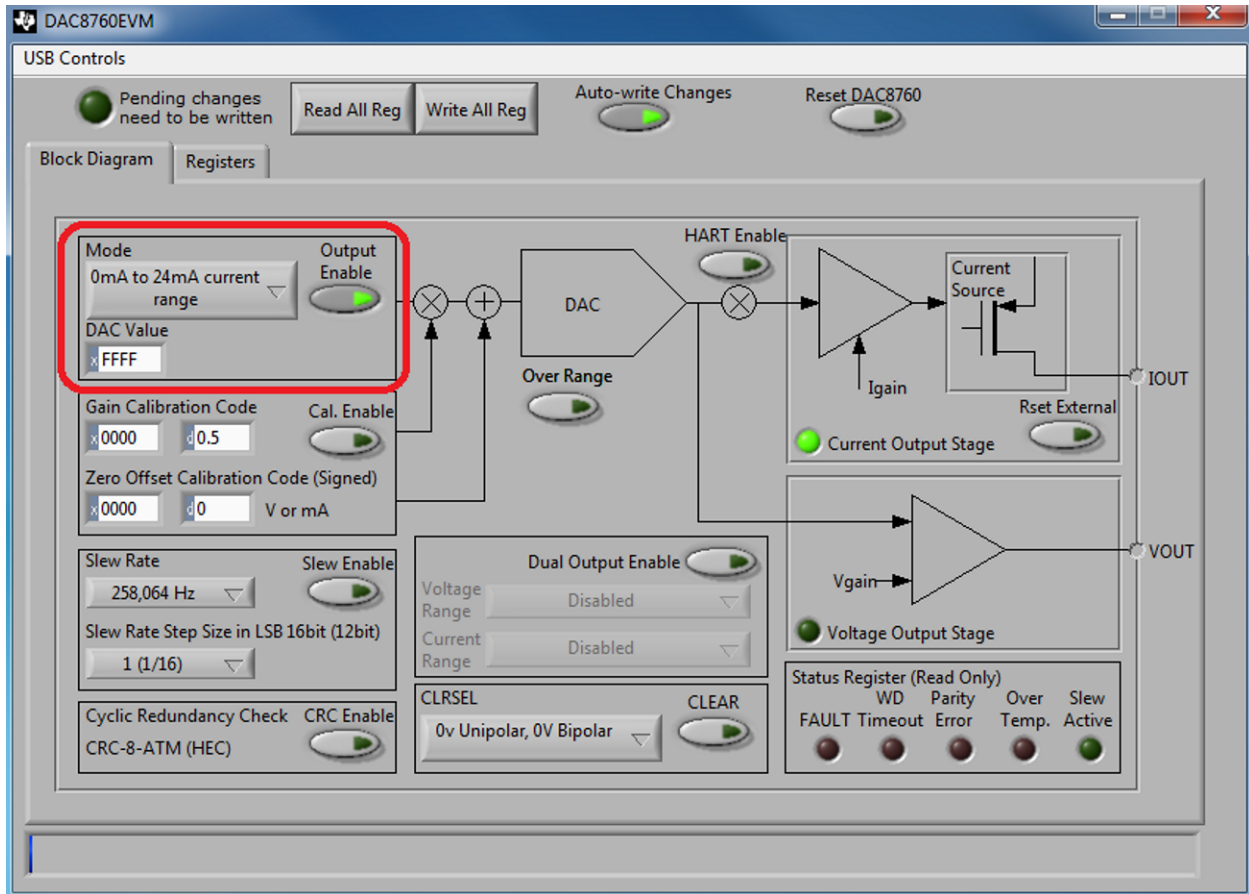 DAC8760EVM
USB Controls
Pending changes
need to be written
Read All Reg
Write All Reg
Auto-write Changes
Reset DAC8760
Block Diagram
Registers
Mode
0mA to 24mA current
range
Output
Enable
DAC Value
x FFFF
HART Enable
DAC
Over Range
Igain
Current
Source
IOUT
Rset External
Current Output Stage
Gain Calibration Code
Cal. Enable
x 0000
d 0.5
Zero Offset Calibration Code (Signed)
x 0000
d 0
V or mA
Slew Rate
Slew Enable
258,064 Hz
Slew Rate Step Size in LSB 16bit (12bit)
1 (1/16)
Dual Output Enable
Voltage
Range
Disabled
Current
Range
Disabled
Vgain
VOUT
Voltage Output Stage
Cyclic Redundancy Check
CRC Enable
CRC-8-ATM (HEC)
CLRSEL
0v Unipolar, 0V Bipolar
CLEAR
Status Register (Read Only)
FAULT
WD
Timeout
Parity
Error
Over
Temp.
Slew
Active